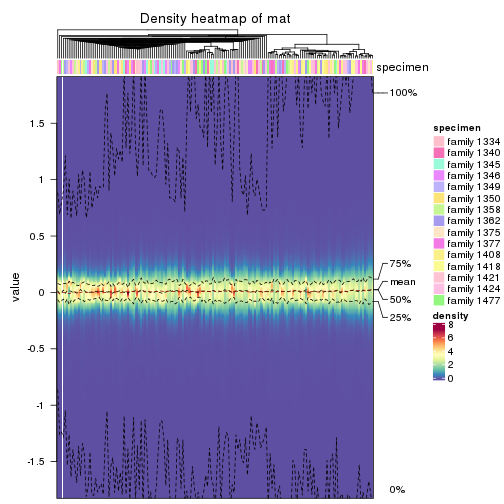 Density heatmap of mat
specimen
100%
1.5
1
0.5
0
-0.5
-1
-1.5
value
75%
mean
50%
25%
0%
specimen
family 1334
family 1340
family 1345
family 1346
family 1349
family 1350
family 1358
family 1362
family 1375
family 1377
family 1408
family 1418
family 1421
family 1424
family 1477
density
8
6
4
2
0